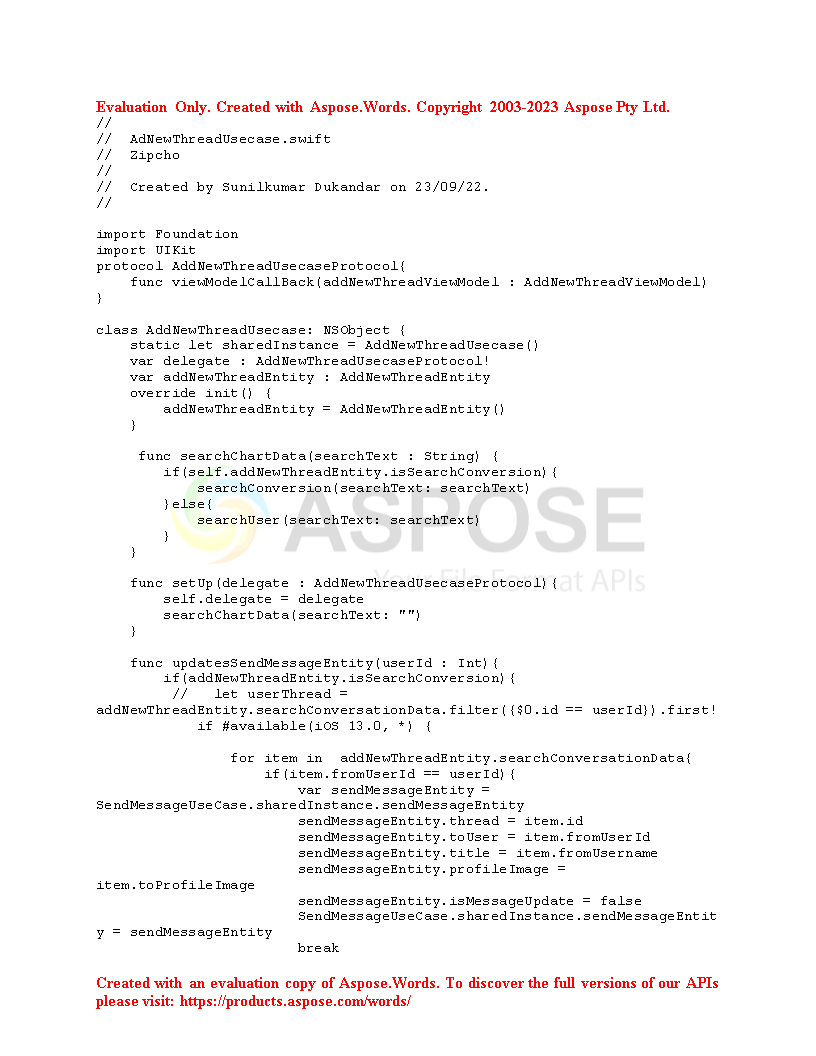 Evaluation Only. Created with Aspose.Words. Copyright 2003-2023 Aspose Pty Ltd.
//
//  AdNewThreadUsecase.swift
//  Zipcho
//
//  Created by Sunilkumar Dukandar on 23/09/22.
//
import Foundation
import UIKit
protocol AddNewThreadUsecaseProtocol{
    func viewModelCallBack(addNewThreadViewModel : AddNewThreadViewModel)
}
class AddNewThreadUsecase: NSObject {
    static let sharedInstance = AddNewThreadUsecase()
    var delegate : AddNewThreadUsecaseProtocol!
    var addNewThreadEntity : AddNewThreadEntity
    override init() {
        addNewThreadEntity = AddNewThreadEntity()
    }
     func searchChartData(searchText : String) {
        if(self.addNewThreadEntity.isSearchConversion){
            searchConversion(searchText: searchText)
        }else{
            searchUser(searchText: searchText)
        }
    }
ASPOSE
Your File Format APIs
    func setUp(delegate : AddNewThreadUsecaseProtocol){
        self.delegate = delegate
        searchChartData(searchText: "")
    }
    func updatesSendMessageEntity(userId : Int){
        if(addNewThreadEntity.isSearchConversion){
         //   let userThread =
addNewThreadEntity.searchConversationData.filter({$0.id == userId}).first!
            if #available(iOS 13.0, *) {
                for item in  addNewThreadEntity.searchConversationData{
                    if(item.fromUserId == userId){
                        var sendMessageEntity =
SendMessageUseCase.sharedInstance.sendMessageEntity
                        sendMessageEntity.thread = item.id
                        sendMessageEntity.toUser = item.fromUserId
                        sendMessageEntity.title = item.fromUsername
                        sendMessageEntity.profileImage =
item.toProfileImage
                        sendMessageEntity.isMessageUpdate = false
                        SendMessageUseCase.sharedInstance.sendMessageEntit
y = sendMessageEntity
                        break
Created with an evaluation copy of Aspose.Words. To discover the full versions of our APIs
please visit: https://products.aspose.com/words/